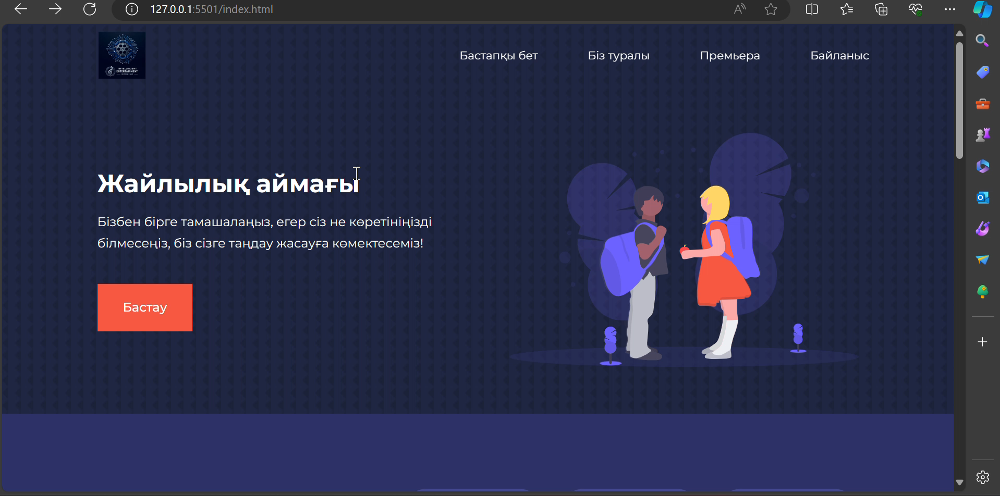 127.0.0.1:5501/index.html
INTELLIGENT
ENTERTAINMENT
BOOKING
Бастапқы бет
Біз туралы
Премьера
Байланыс
Жайлылық аймағы
Бізбен бірге тамашалаңыз, егер сіз не көретініңізді
білмесеңіз, біз сізге таңдау жасауға көмектесеміз!
Бастау